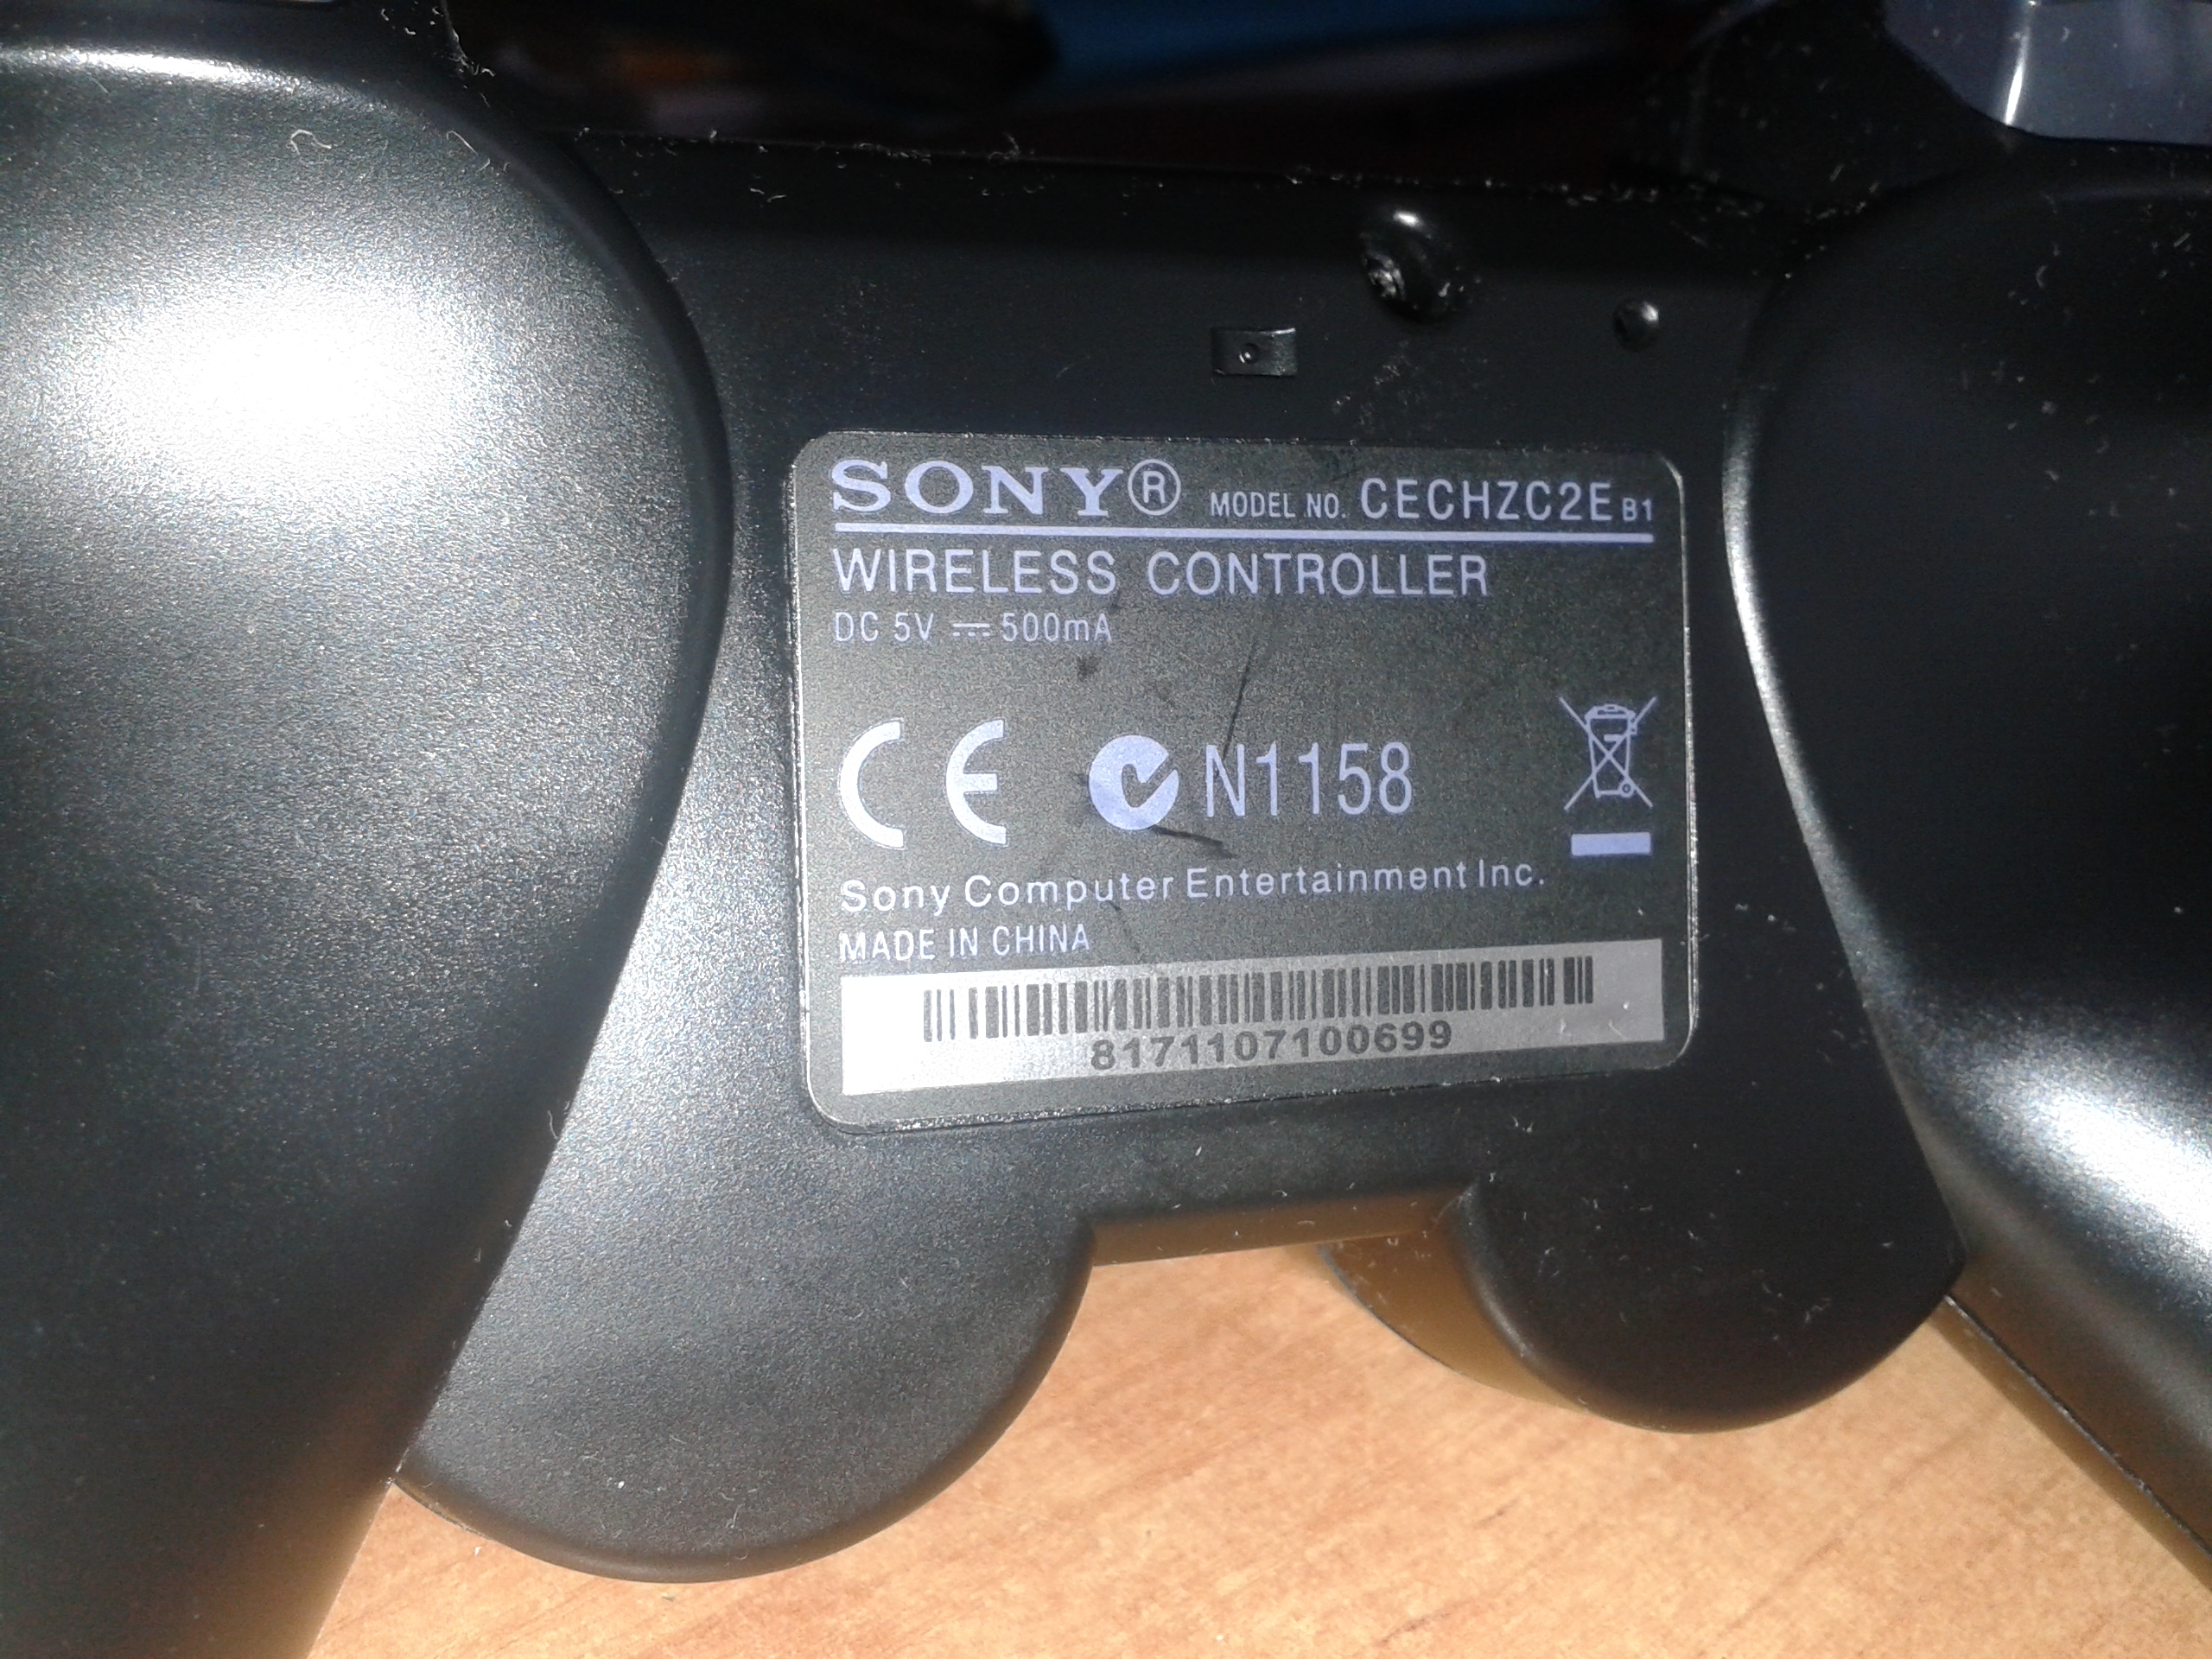 SONY® MODEL NO. CECHZC2E B1
WIRELESS CONTROLLER
DC 5V ⎓ 500mA
CE N1158
Sony Computer Entertainment Inc.
MADE IN CHINA
8171107100699